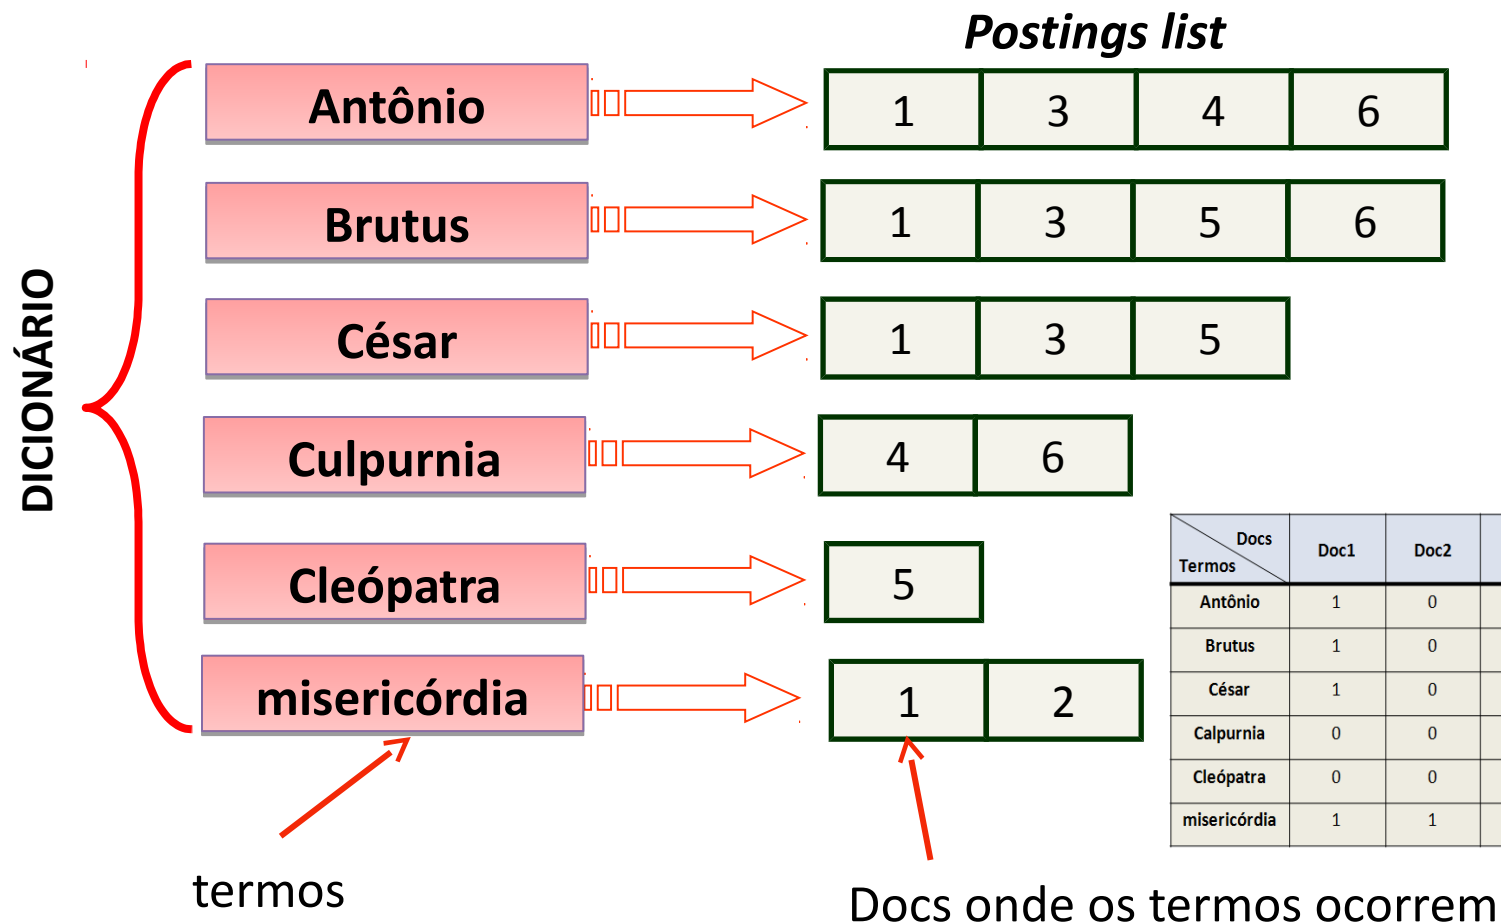 Postings list
DICIONÁRIO
Antônio 1 3 4 6
Brutus 1 3 5 6
César 1 3 5
Culpurnia 4 6
Cleópatra 5
misericórdia 1 2
Docs
Termos
Doc1 Doc2
Antônio 1 0
Brutus 1 0
César 1 0
Calpurnia 0 0
Cleópatra 0 0
misericórdia 1 1
termos
Docs onde os termos ocorrem